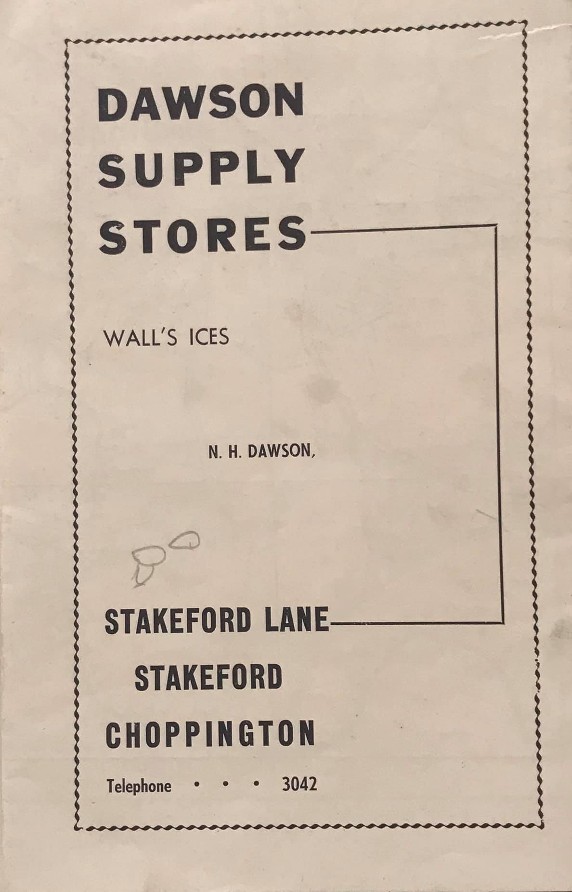 DAWSON
SUPPLY
STORES
WALL'S ICES
N. H. DAWSON,
STAKEFORD LANE
STAKEFORD
CHOPPINGTON
Telephone . . . 3042